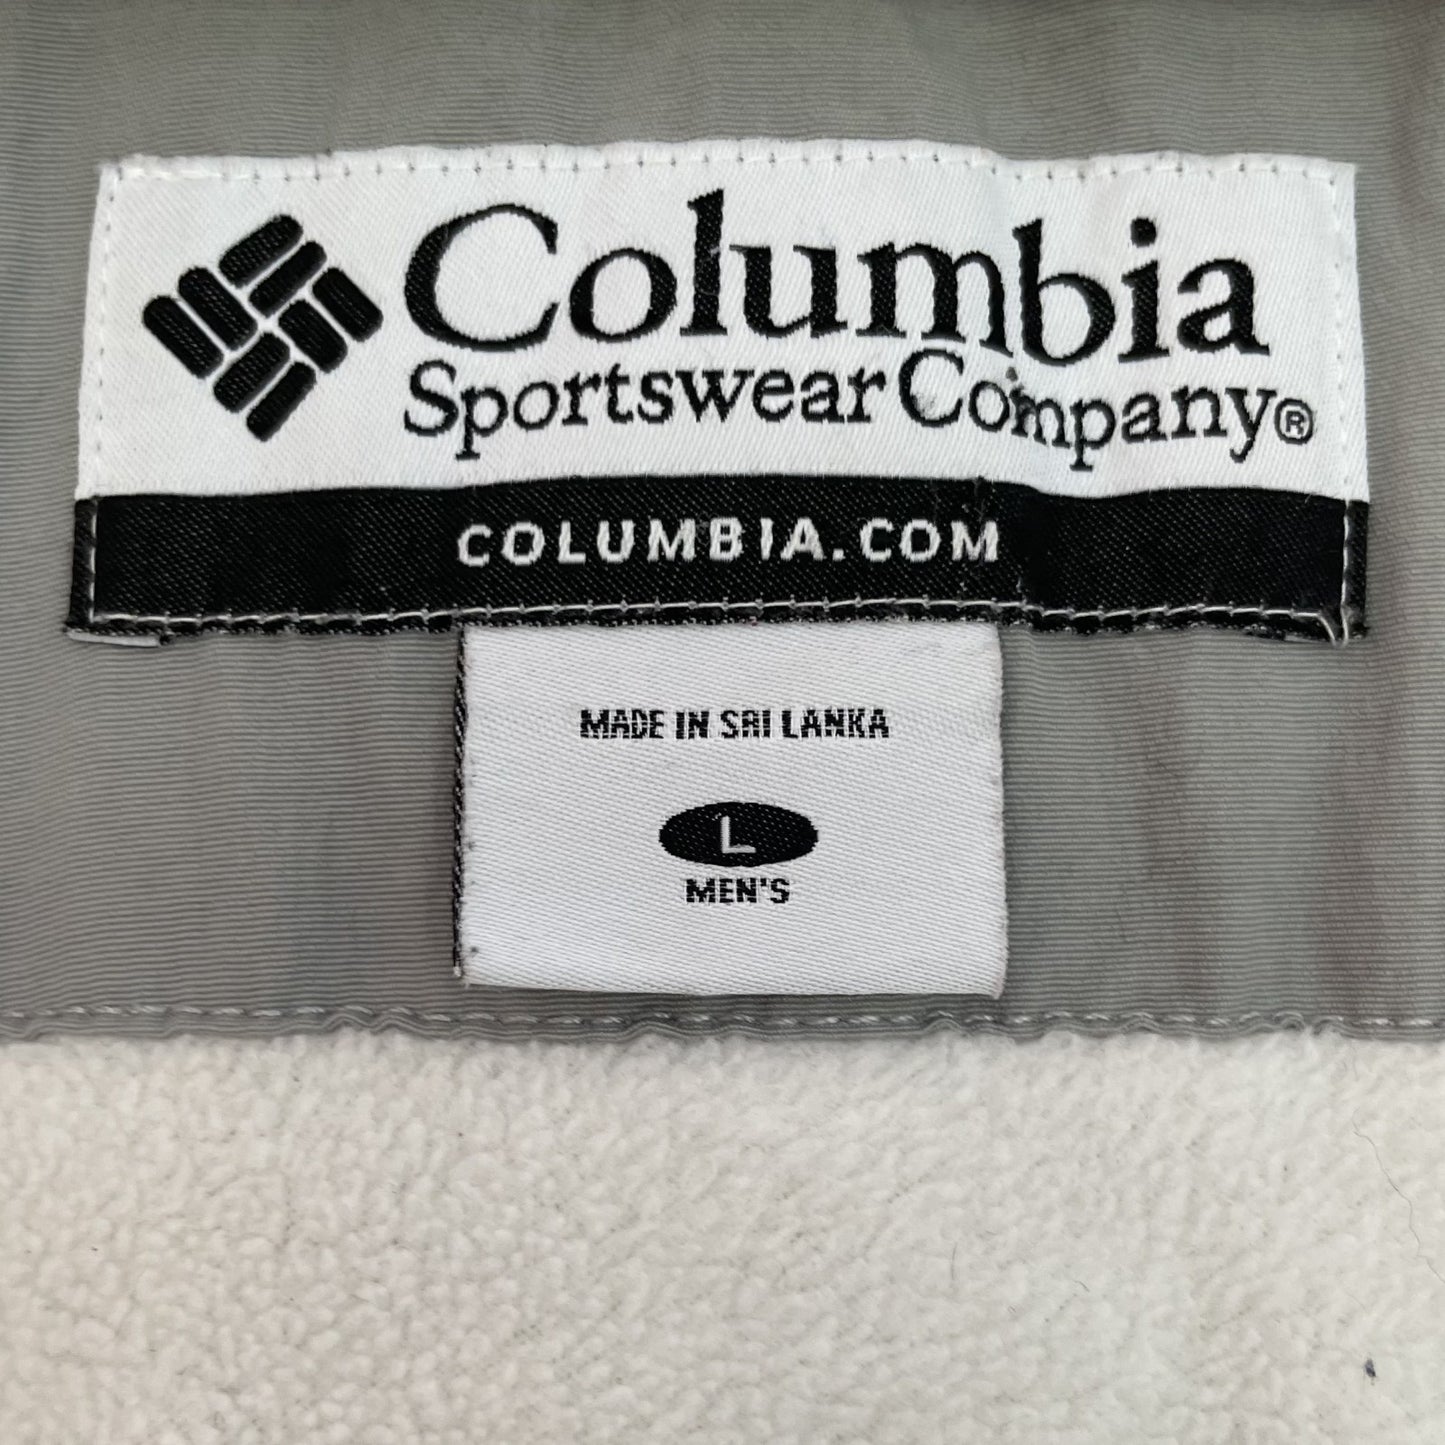 Columbia
Sportswear Company®
COLUMBIA.COM
MADE IN SRI LANKA
L
MEN'S